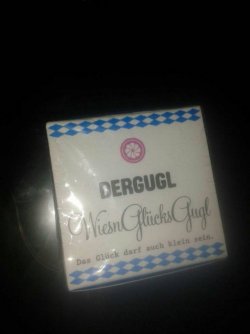 DERGUGL
WiesnGlücksGugl
Das Glück darf auch klein sein.